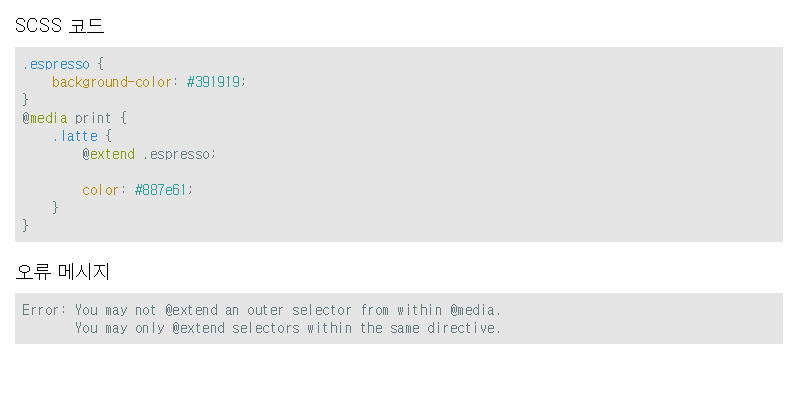 SCSS 코드
.espresso {
    background-color: #391919;
}
@media print {
    .latte {
        @extend .espresso;

        color: #887e61;
    }
}
오류 메시지
Error: You may not @extend an outer selector from within @media.
       You may only @extend selectors within the same directive.